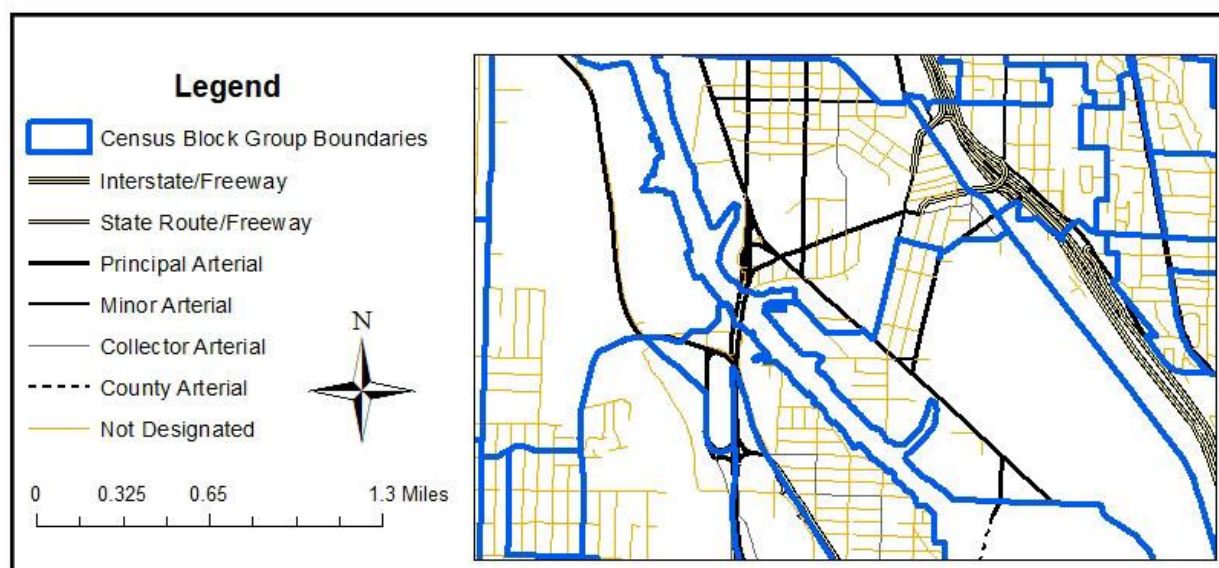 Legend
Census Block Group Boundaries
Interstate/Freeway
State Route/Freeway
Principal Arterial
Minor Arterial
Collector Arterial
County Arterial
Not Designated
N
0 0.325 0.65 1.3 Miles